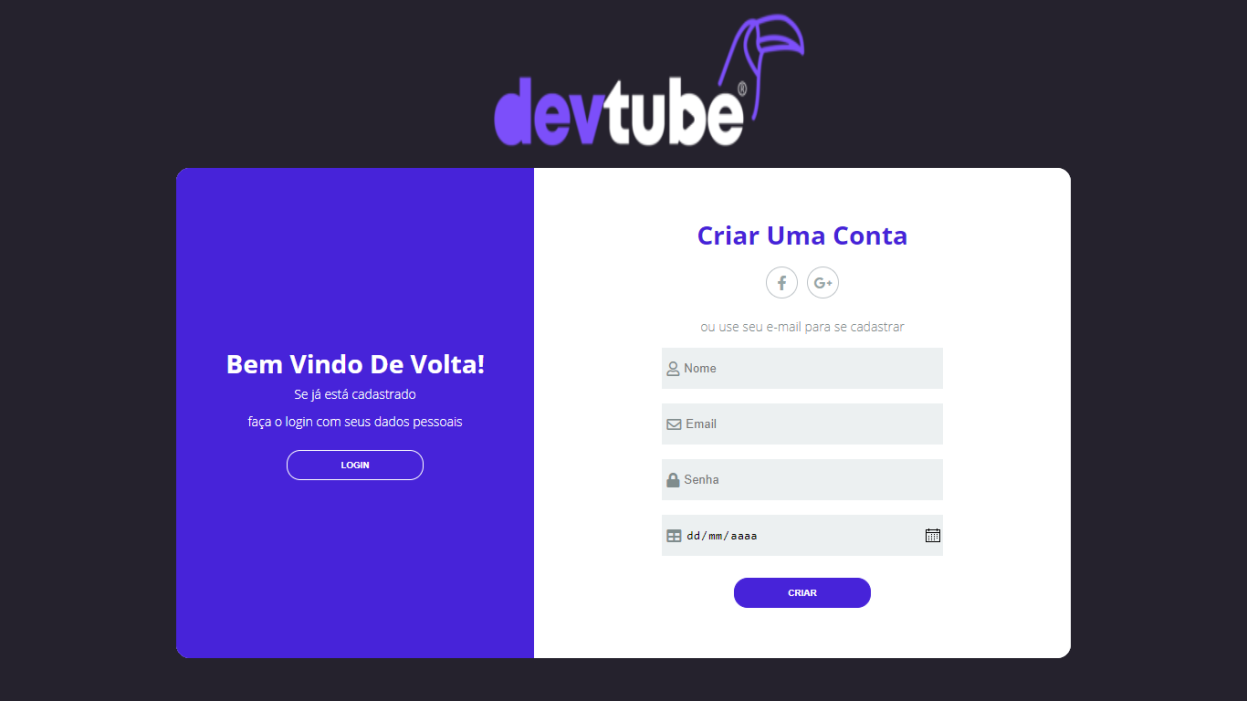 devtube®
Bem Vindo De Volta!
Se já está cadastrado
faça o login com seus dados pessoais
LOGIN
Criar Uma Conta
f
G+
ou use seu e-mail para se cadastrar
Nome
Email
Senha
dd/mm/aaaa
CRIAR